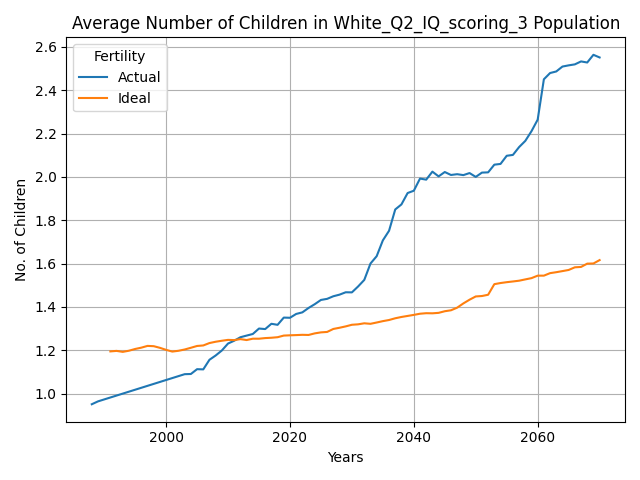 Average Number of Children in White_Q2_IQ_scoring_3 Population
Fertility
Actual
Ideal
2.6
2.4
2.2
2.0
1.8
1.6
1.4
1.2
1.0
No. of Children
2000
2020
2040
2060
Years